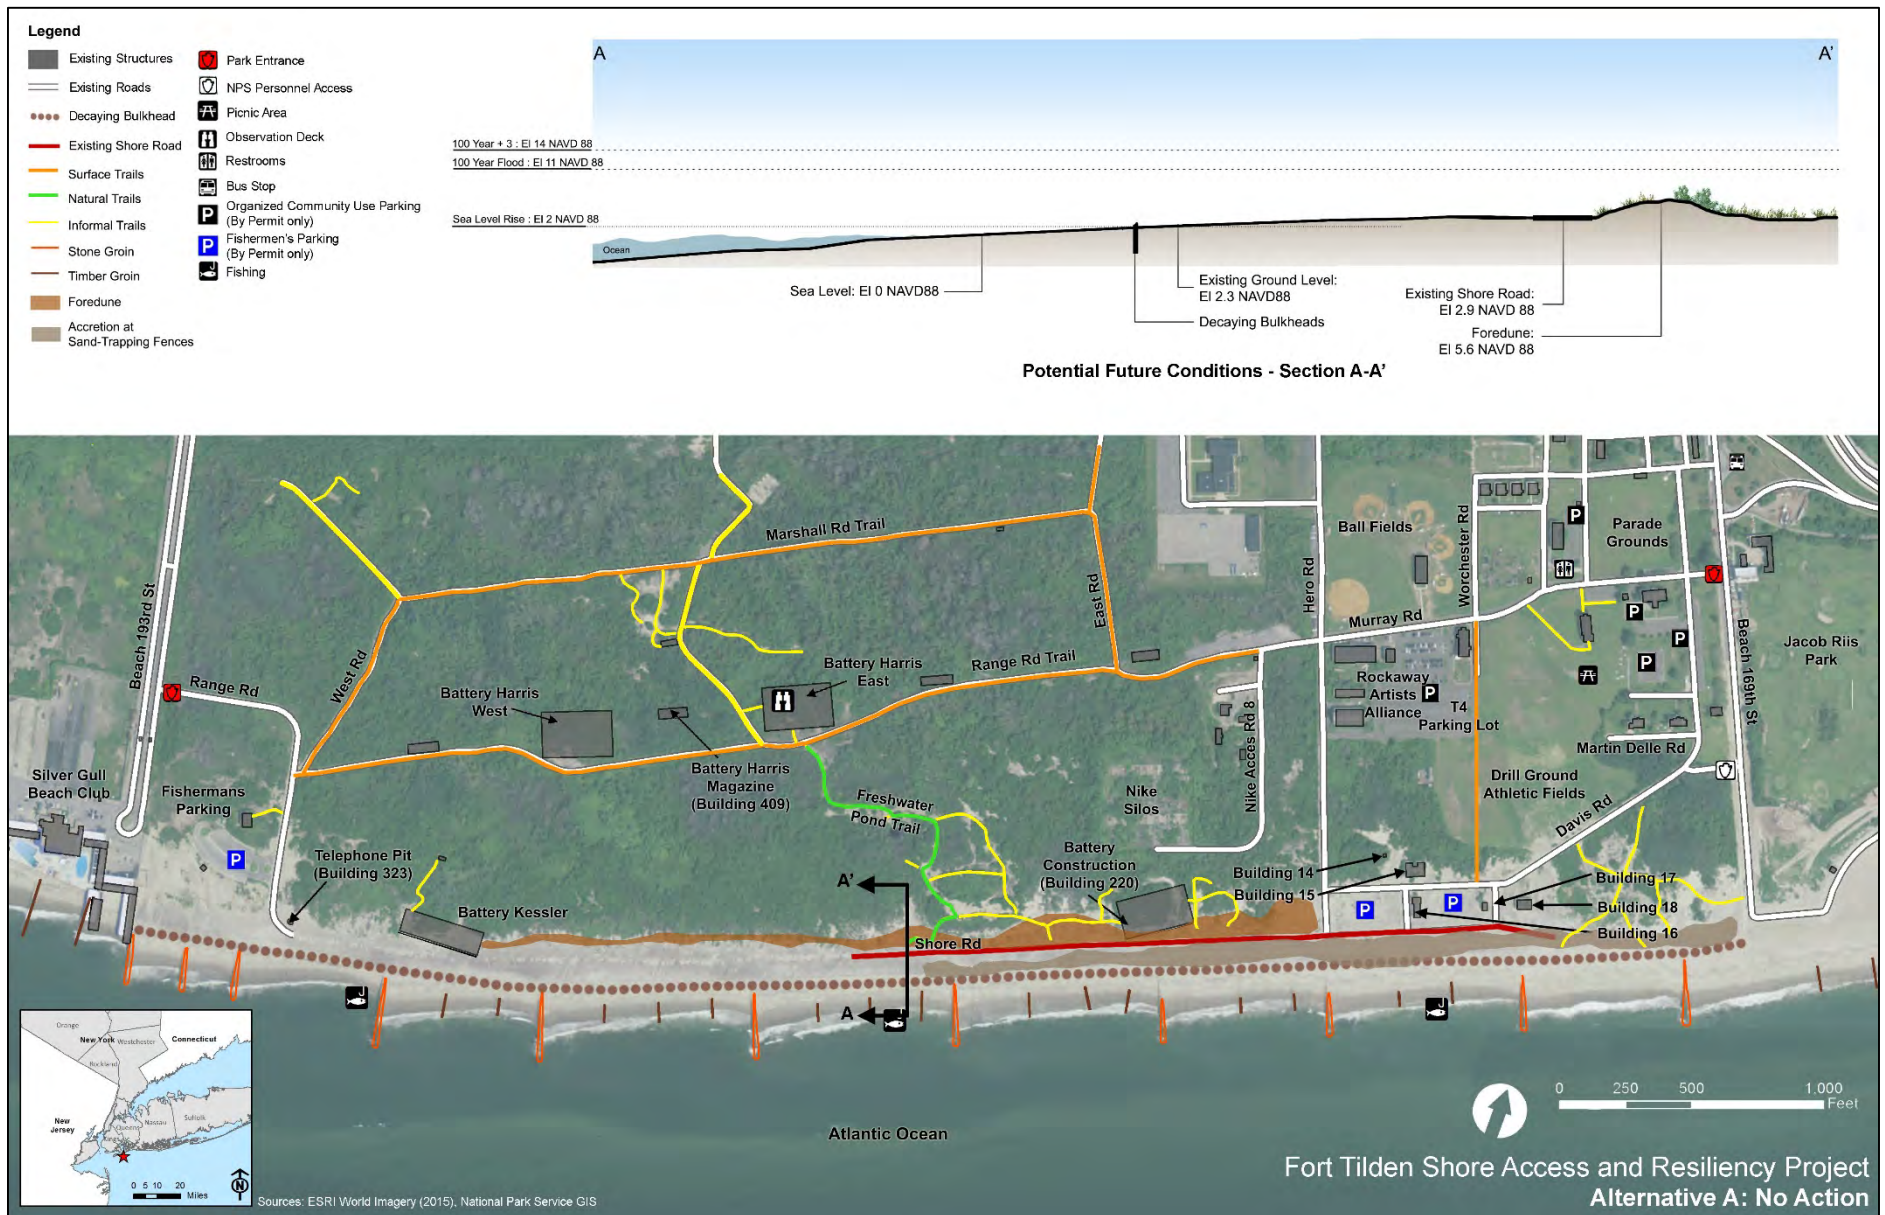 Legend
Existing Structures
Existing Roads
Decaying Bulkhead
Existing Shore Road
Surface Trails
Natural Trails
Informal Trails
Stone Groin
Timber Groin
Foredune
Accretion at
Sand-Trapping Fences
Park Entrance
NPS Personnel Access
Picnic Area
Observation Deck
Restrooms
Bus Stop
P Organized Community Use Parking
(By Permit only)
P Fishermen's Parking
(By Permit only)
Fishing
A
A'
100 Year + 3 : El 14 NAVD 88
100 Year Flood : El 11 NAVD 88
Sea Level Rise : El 2 NAVD 88
Ocean
Sea Level: El 0 NAVD88
Existing Ground Level:
El 2.3 NAVD88
Decaying Bulkheads
Existing Shore Road:
El 2.9 NAVD 88
Foredune:
El 5.6 NAVD 88
Potential Future Conditions - Section A-A'
Beach 193rd St
Range Rd
West Rd
Marshall Rd Trail
East Rd
Range Rd Trail
Battery Harris
West
Battery Harris
East
Battery Harris
Magazine
(Building 409)
Silver Gull
Beach Club
Fishermans
Parking
P
Telephone Pit
(Building 323)
Battery Kessler
Freshwater
Pond Trail
Battery
Construction
(Building 220)
Nike
Silos
Nike Acces Rd 8
Hero Rd
Ball Fields
Worchester Rd
Murray Rd
P
Parade
Grounds
P
P
P
Rockaway
Artists
Alliance
P
T4
Parking Lot
Beach 169th St
Jacob Riis
Park
Martin Delle Rd
Drill Ground
Athletic Fields
Davis Rd
Building 14
Building 15
P
P
Building 17
Building 18
Building 16
A'
A
Shore Rd
Atlantic Ocean
Orange
New York
Westchester
Connecticut
Rockland
New
Jersey
Queens
Nassau
Suffolk
Kings
0 5 10 20
Miles
N
Sources: ESRI World Imagery (2015), National Park Service GIS
0 250 500 1,000
Feet
Fort Tilden Shore Access and Resiliency Project
Alternative A: No Action